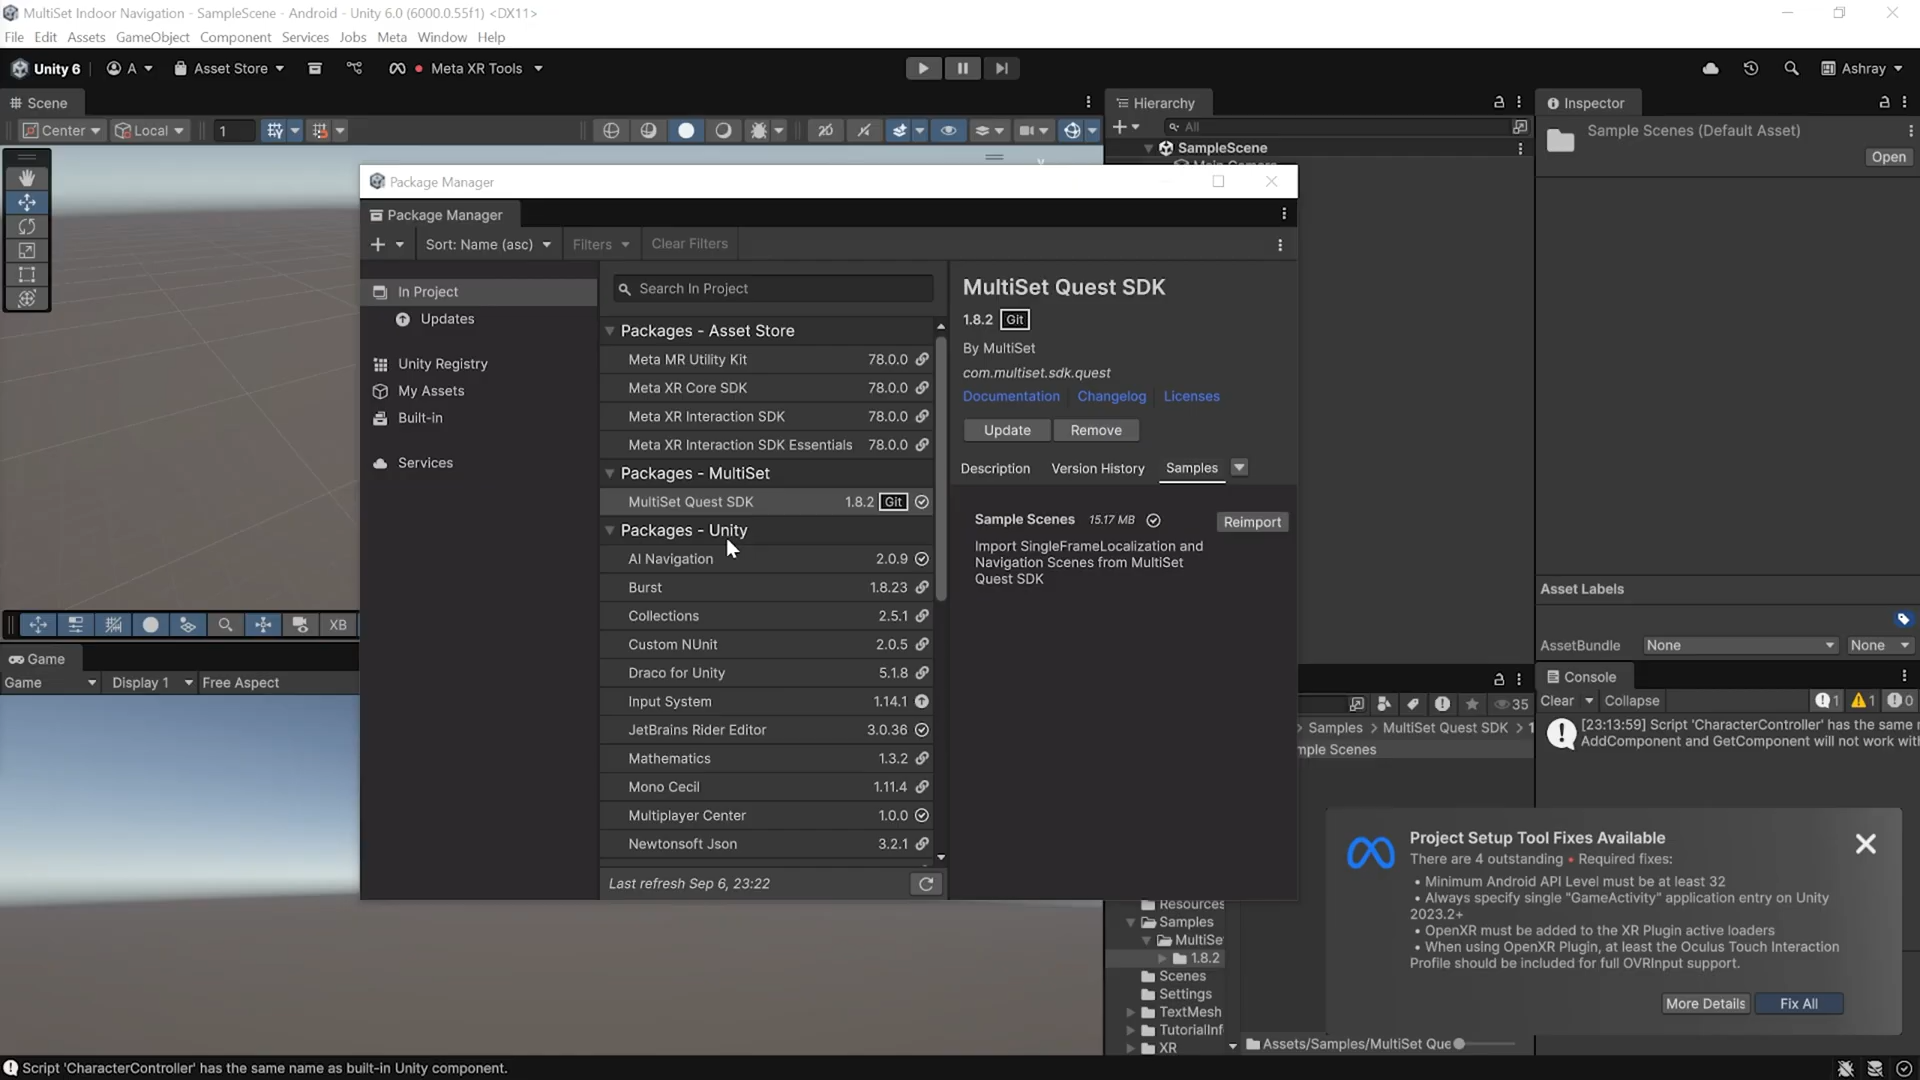 MultiSet Indoor Navigation - SampleScene - Android - Unity 6.0 (6000.0.55f1) <DX11>
File Edit Assets GameObject Component Services Jobs Meta Window Help
Unity 6 A Asset Store Meta XR Tools Ashray
Scene
Center Local 1
Hierarchy
All
SampleScene
Inspector
Sample Scenes (Default Asset)
Open
Package Manager
Package Manager
Sort: Name (asc) Filters Clear Filters
In Project
Updates
Unity Registry
My Assets
Built-in
Services
Search In Project
Packages - Asset Store
Meta MR Utility Kit 78.0.0
Meta XR Core SDK 78.0.0
Meta XR Interaction SDK 78.0.0
Meta XR Interaction SDK Essentials 78.0.0
Packages - MultiSet
MultiSet Quest SDK 1.8.2 Git
Packages - Unity
AI Navigation 2.0.9
Burst 1.8.23
Collections 2.5.1
Custom NUnit 2.0.5
Draco for Unity 5.1.8
Input System 1.14.1
JetBrains Rider Editor 3.0.36
Mathematics 1.3.2
Mono Cecil 1.11.4
Multiplayer Center 1.0.0
Newtonsoft Json 3.2.1
Last refresh Sep 6, 23:22
MultiSet Quest SDK
1.8.2 Git
By MultiSet
com.multiset.sdk.quest
Documentation Changelog Licenses
Update Remove
Description Version History Samples
Sample Scenes 15.17 MB Reimport
Import SingleFrameLocalization and
Navigation Scenes from MultiSet
Quest SDK
XB
Game
Game Display 1 Free Aspect
Asset Labels
AssetBundle None None
Console
Clear Collapse 1 1 0
[23:13:59] Script 'CharacterController' has the same
AddComponent and GetComponent will not work
35
Samples > MultiSet Quest SDK > 1
mple Scenes
Resources
Samples
MultiSe
1.8.2
Scenes
Settings
TextMesh
TutorialInf
XR
Assets/Samples/MultiSet Que
Project Setup Tool Fixes Available
There are 4 outstanding • Required fixes:
• Minimum Android API Level must be at least 32
• Always specify single "GameActivity" application entry on Unity
2023.2+
• OpenXR must be added to the XR Plugin active loaders
• When using OpenXR Plugin, at least the Oculus Touch Interaction
Profile should be included for full OVRInput support.
More Details Fix All
Script 'CharacterController' has the same name as built-in Unity component.